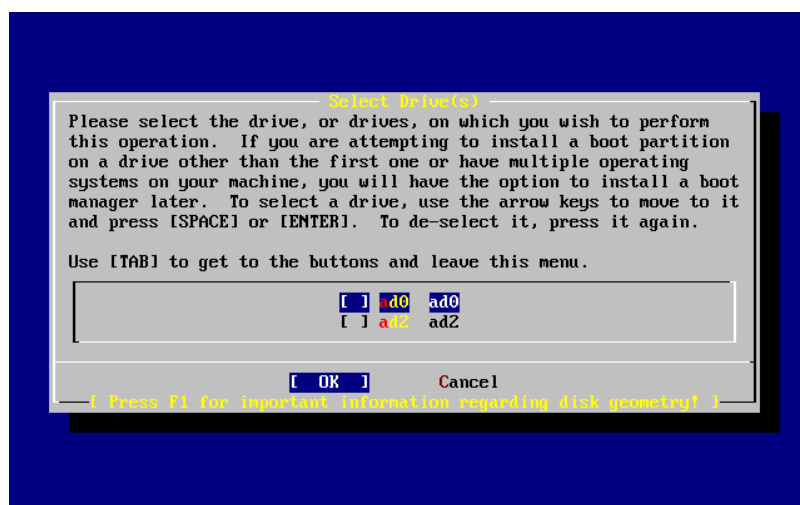 Select Drive(s)
Please select the drive, or drives, on which you wish to perform
this operation.  If you are attempting to install a boot partition
on a drive other than the first one or have multiple operating
systems on your machine, you will have the option to install a boot
manager later.  To select a drive, use the arrow keys to move to it
and press [SPACE] or [ENTER].  To de-select it, press it again.
Use [TAB] to get to the buttons and leave this menu.
[ ] ad0  ad0
[ ] ad2  ad2
[  OK  ]  Cancel
[ Press F1 for important information regarding disk geometry! ]